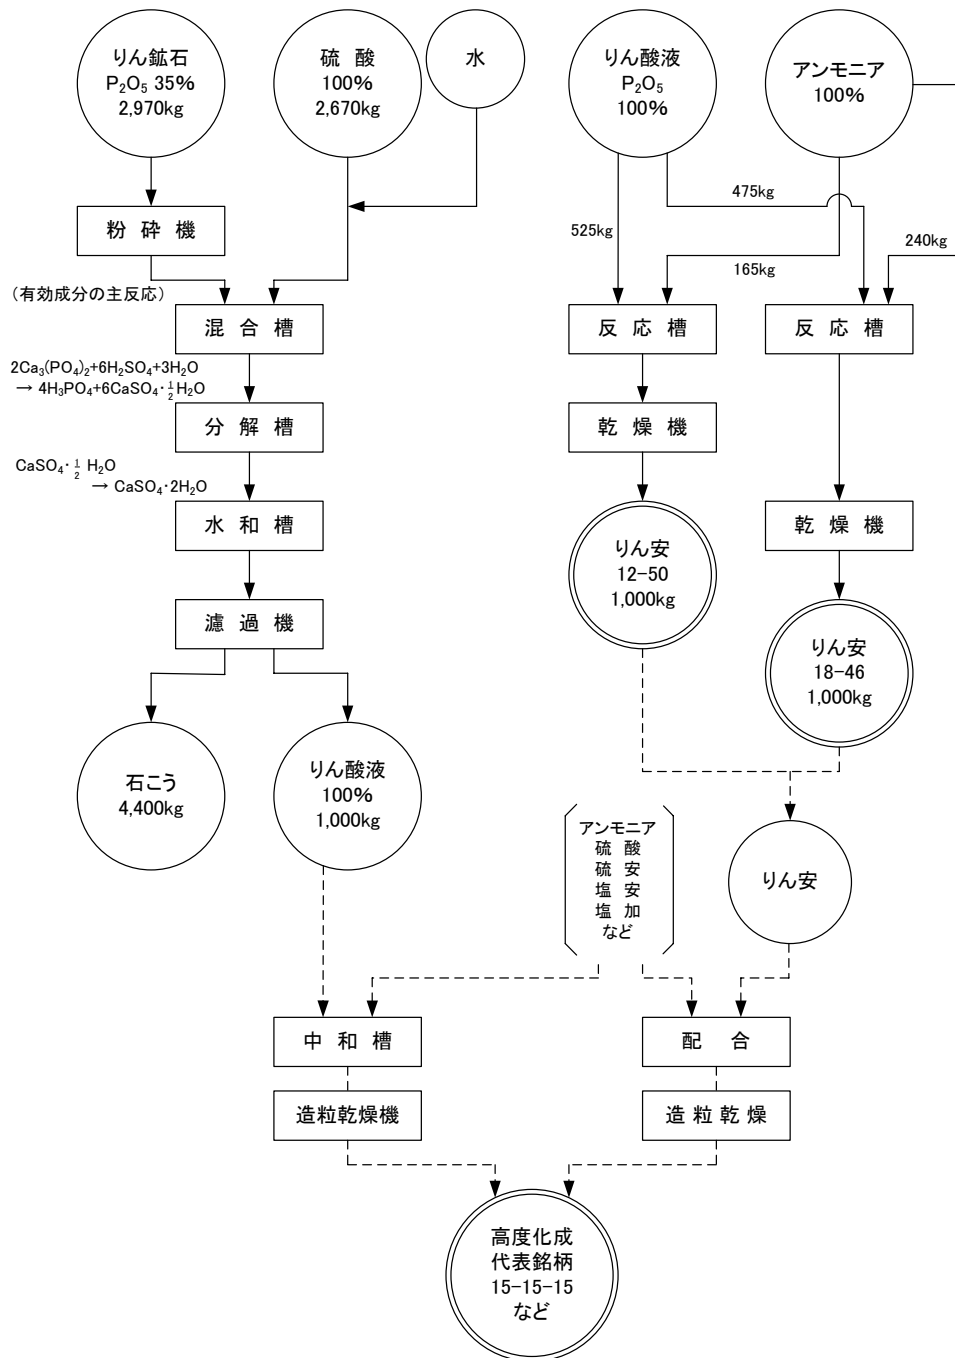 りん鉱石
P₂O₅ 35%
2,970kg
硫 酸
100%
2,670kg
水
りん酸液
P₂O₅
100%
アンモニア
100%
粉 砕 機
475kg
525kg
240kg
165kg
(有効成分の主反応)
混 合 槽
反 応 槽
反 応 槽
2Ca₃(PO₄)₂+6H₂SO₄+3H₂O
→ 4H₃PO₄+6CaSO₄・½H₂O
分 解 槽
乾 燥 機
CaSO₄・½ H₂O
→ CaSO₄・2H₂O
水 和 槽
乾 燥 機
りん安
12-50
1,000kg
濾 過 機
りん安
18-46
1,000kg
石こう
4,400kg
りん酸液
100%
1,000kg
アンモニア
硫 酸
硫 安
塩 安
塩 加
など
りん安
中 和 槽
配 合
造粒乾燥機
造 粒 乾 燥
高度化成
代表銘柄
15-15-15
など